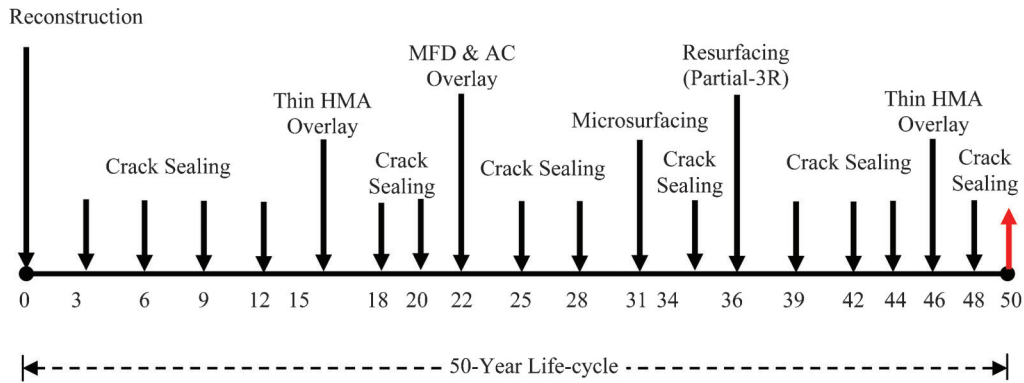 Reconstruction
MFD & AC
Overlay
Resurfacing
(Partial-3R)
Thin HMA
Overlay
Microsurfacing
Thin HMA
Overlay
Crack Sealing
Crack
Sealing
Crack Sealing
Crack
Sealing
Crack Sealing
Crack
Sealing
0 3 6 9 12 15 18 20 22 25 28 31 34 36 39 42 44 46 48 50
50-Year Life-cycle